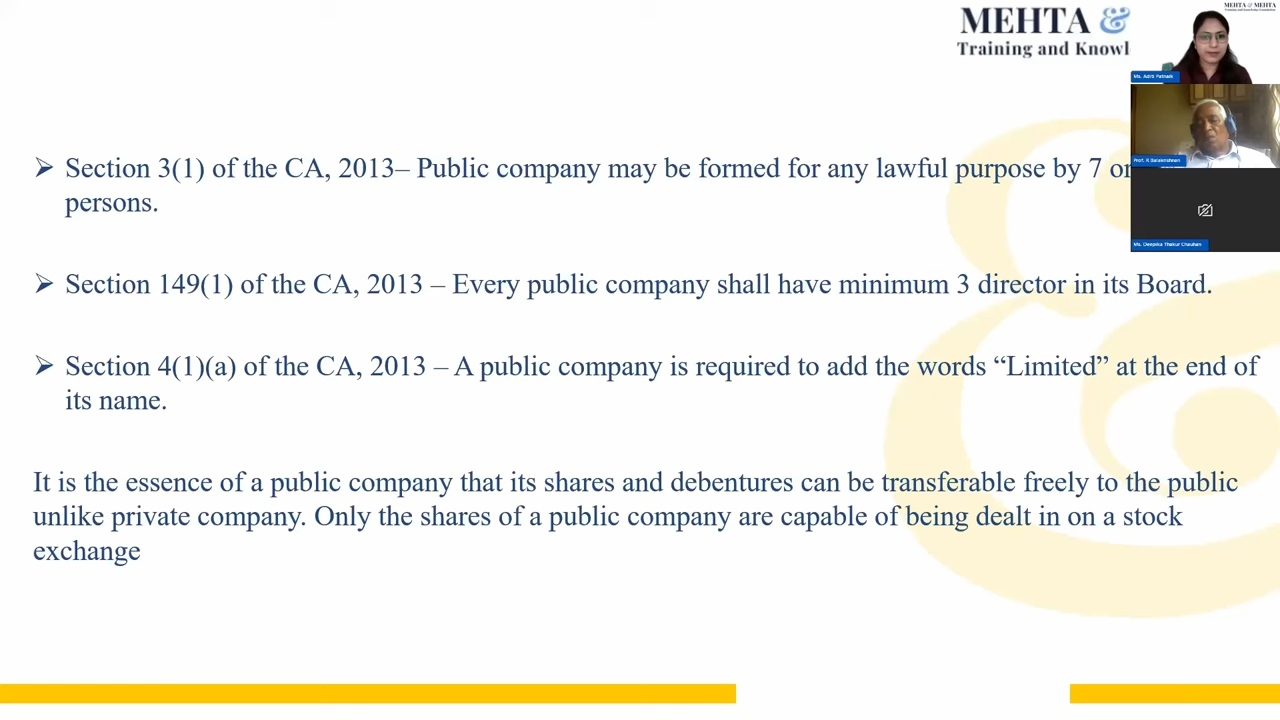 MEHTA &
Training and Knowl
MEHTA & MEHTA
Ms. Aditi Patnaik
➢ Section 3(1) of the CA, 2013– Public company may be formed for any lawful purpose by 7 or
persons.
Prof. R Balakrishnan
Ms. Deepika Thakur Chauhan
➢ Section 149(1) of the CA, 2013 – Every public company shall have minimum 3 director in its Board.
➢ Section 4(1)(a) of the CA, 2013 – A public company is required to add the words “Limited” at the end of
its name.
It is the essence of a public company that its shares and debentures can be transferable freely to the public
unlike private company. Only the shares of a public company are capable of being dealt in on a stock
exchange